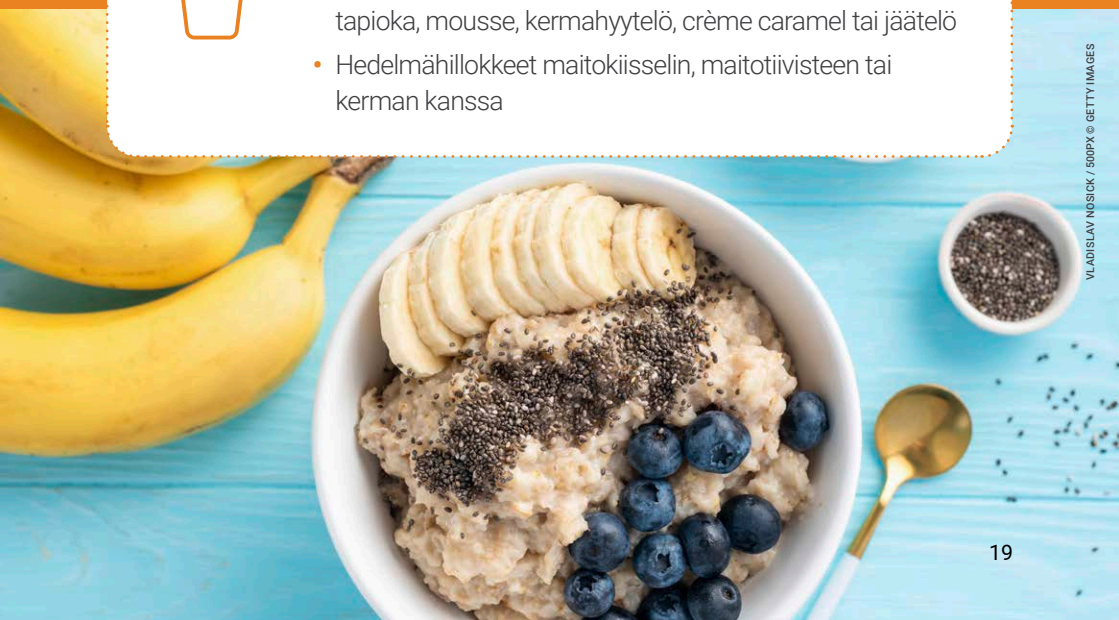 tapioka, mousse, kermahyytelö, crème caramel tai jäätelö
• Hedelmähillokkeet maitokiisselin, maitotiivisteen tai
kerman kanssa
VLADISLAV NOSICK / 500PX © GETTY IMAGES
19